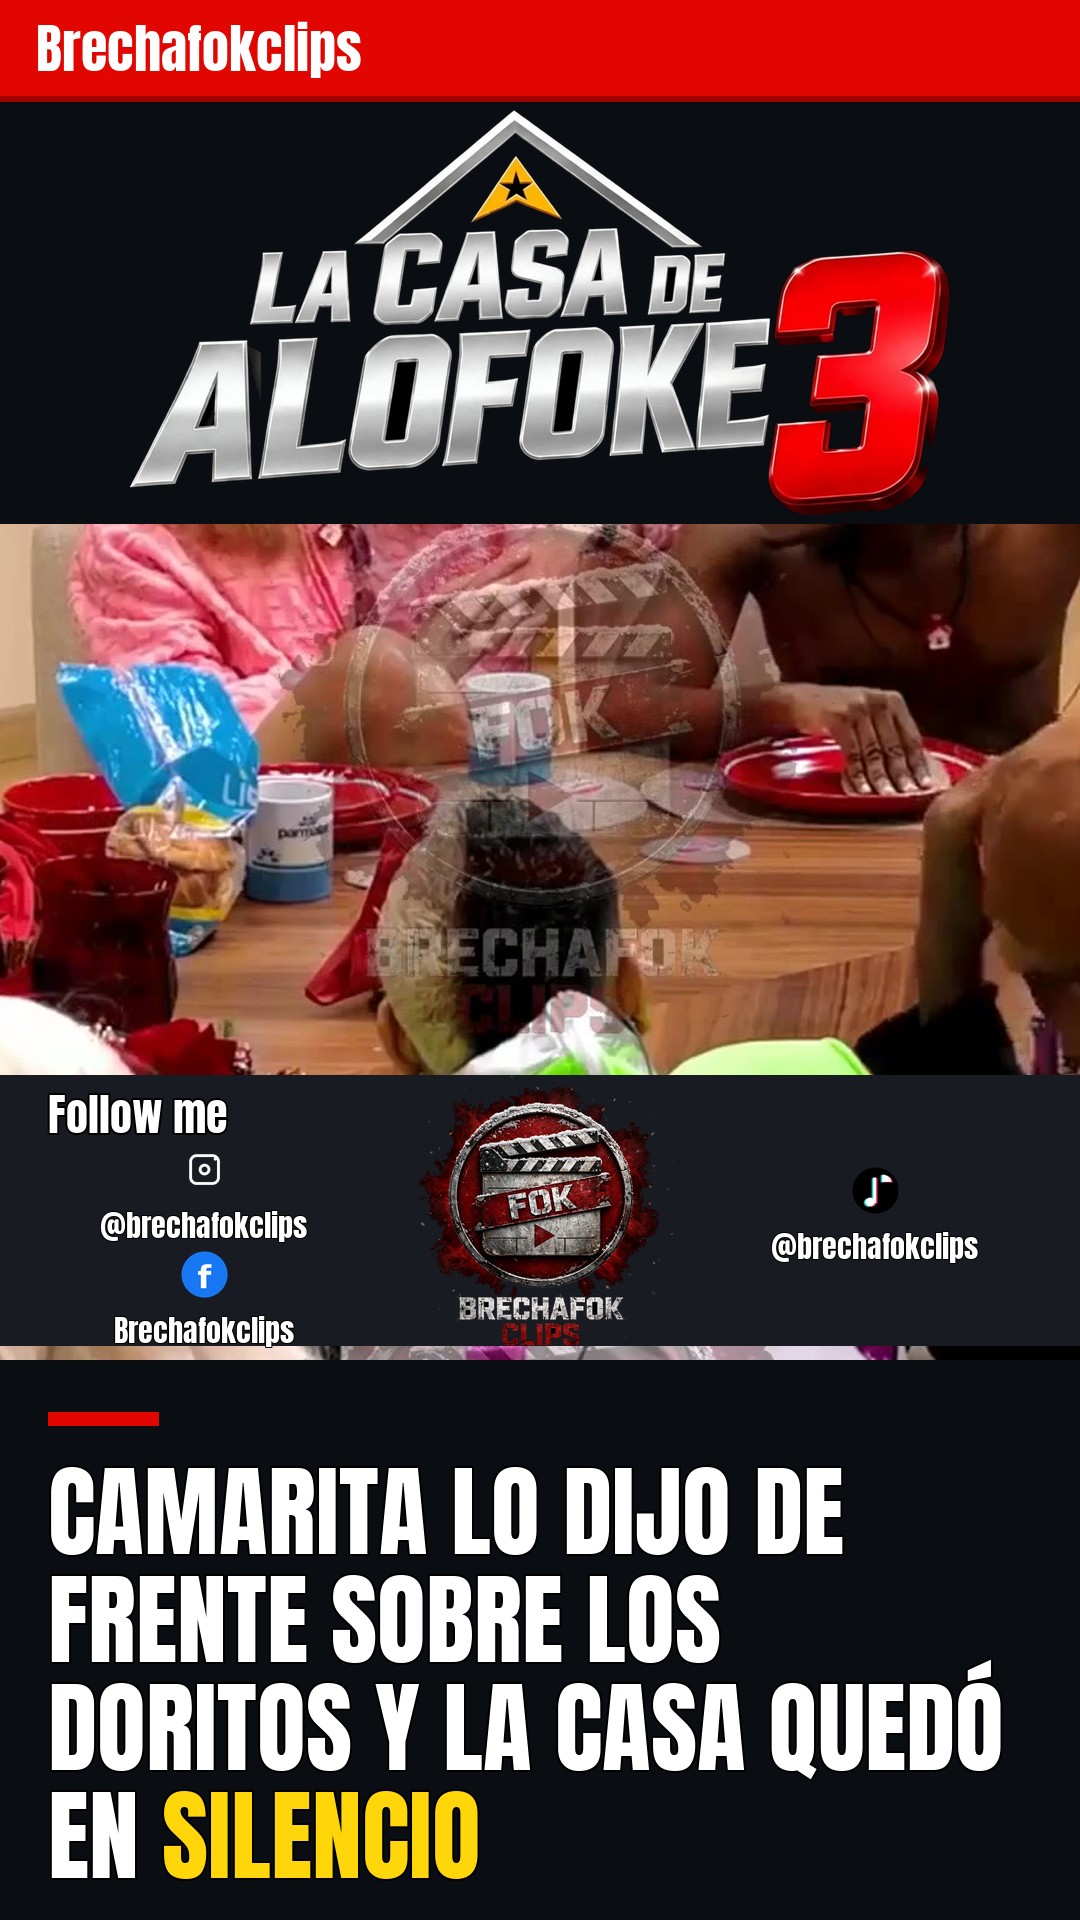 Brechafokclips
LA CASA DE
ALOFOKE 3
FOK
parmalat
BRECHAFOK
CLIPS
Follow me
@brechafokclips
Brechafokclips
FOK
BRECHAFOK
CLIPS
@brechafokclips
CAMARITA LO DIJO DE
FRENTE SOBRE LOS
DORITOS Y LA CASA QUEDÓ
EN SILENCIO